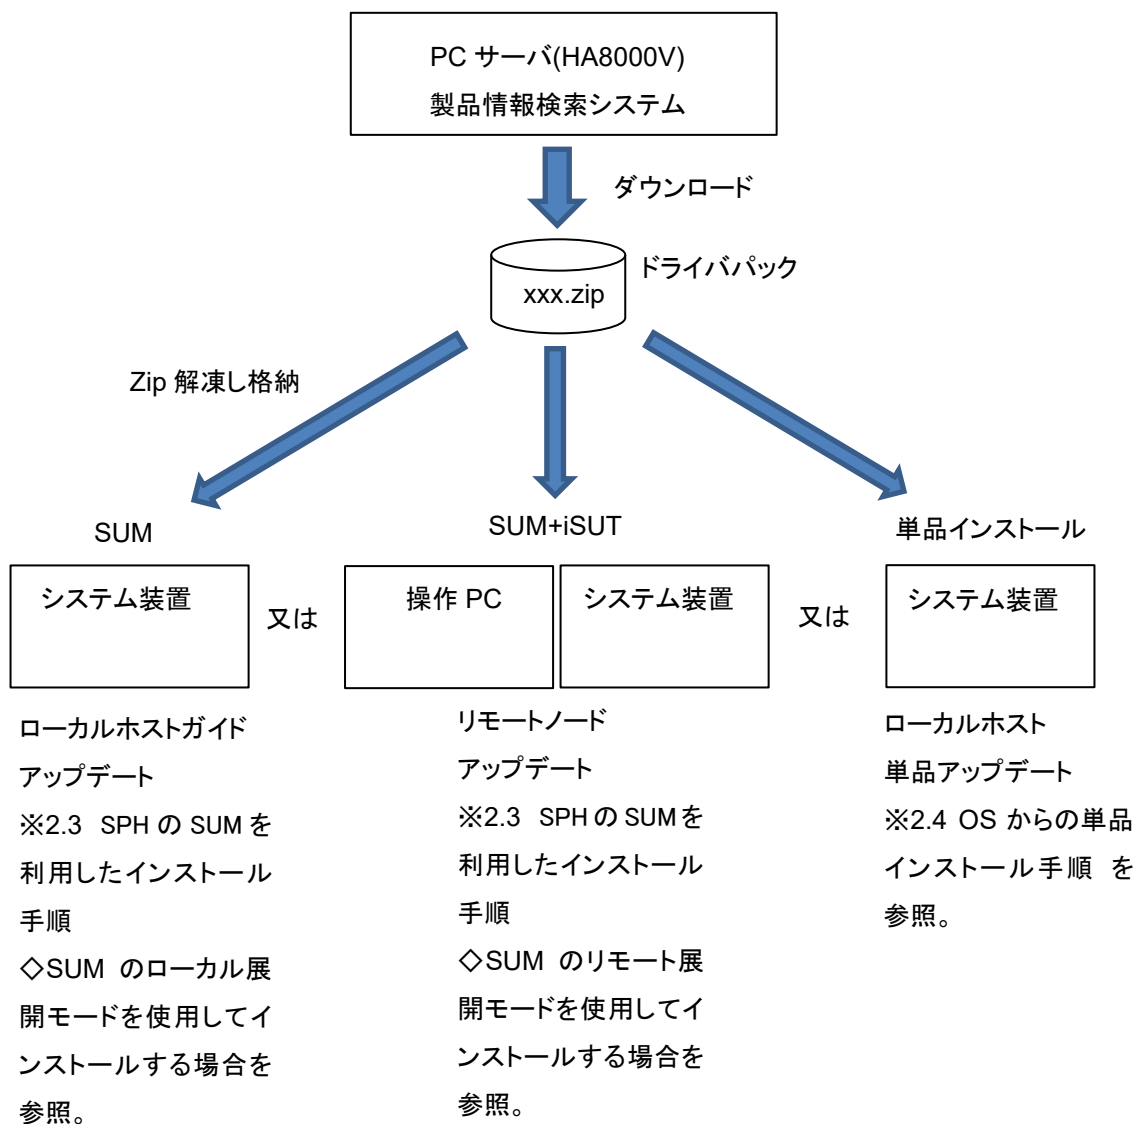 PC サーバ(HA8000V)
製品情報検索システム
ダウンロード
ドライバパック
xxx.zip
Zip 解凍し格納
SUM
SUM+iSUT
単品インストール
システム装置
又は
操作 PC
システム装置
又は
システム装置
ローカルホストガイド
アップデート
※2.3 SPH の SUM を
利用したインストール
手順
◇SUM のローカル展
開モードを使用してイ
ンストールする場合を
参照。
リモートノード
アップデート
※2.3 SPH の SUM を
利用したインストール
手順
◇SUM のリモート展
開モードを使用してイ
ンストールする場合を
参照。
ローカルホスト
単品アップデート
※2.4 OS からの単品
インストール手順 を
参照。